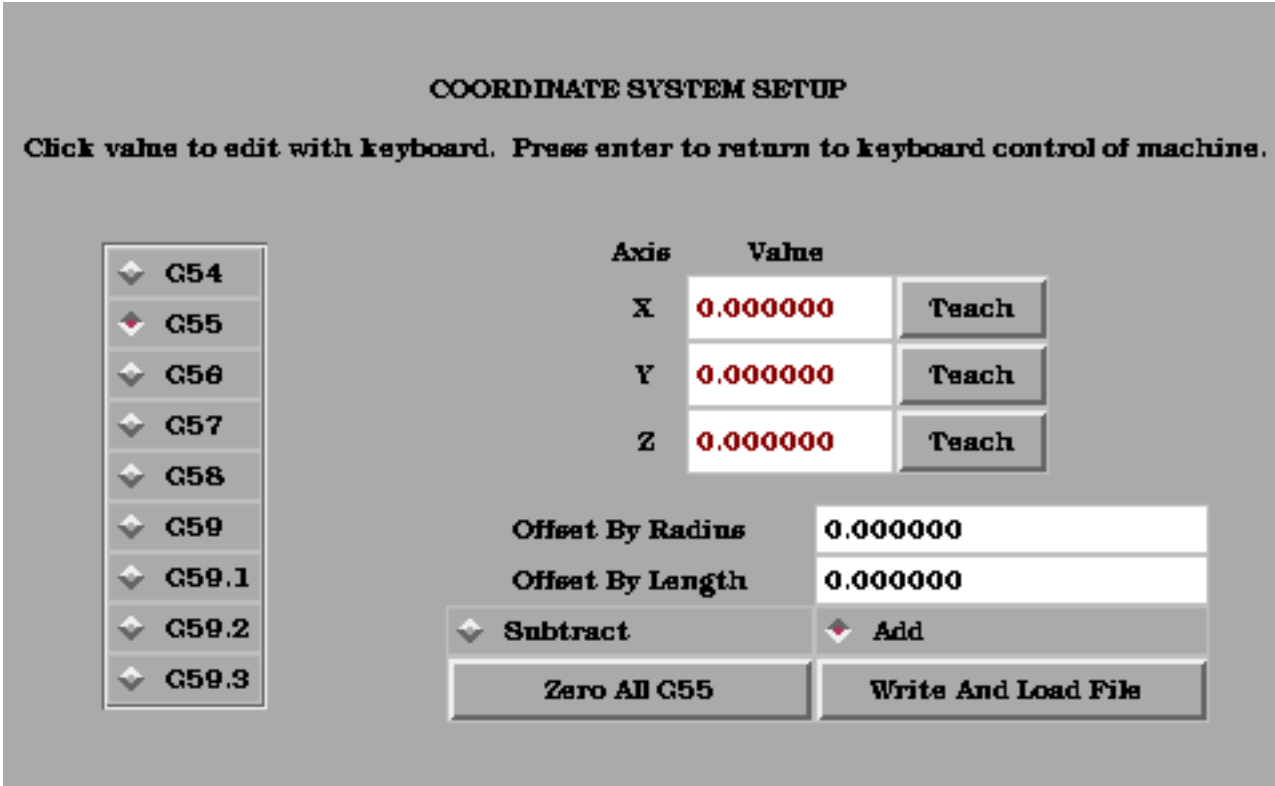 COORDINATE SYSTEM SETUP
Click value to edit with keyboard. Press enter to return to keyboard control of machine.
G54
G55
G56
G57
G58
G59
G59.1
G59.2
G59.3
Axis Value
X 0.000000 Teach
Y 0.000000 Teach
Z 0.000000 Teach
Offset By Radius 0.000000
Offset By Length 0.000000
Subtract Add
Zero All G55 Write And Load File